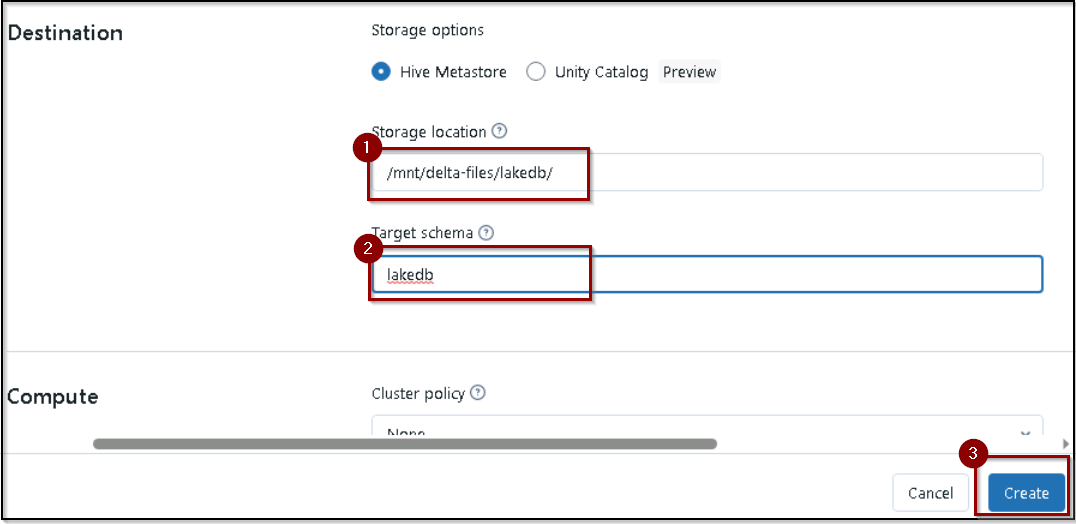 Destination
Storage options
Hive Metastore Unity Catalog Preview
Storage location ?
1
/mnt/delta-files/lakedb/
Target schema ?
2
lakedb
Compute
Cluster policy ?
None
3
Cancel Create